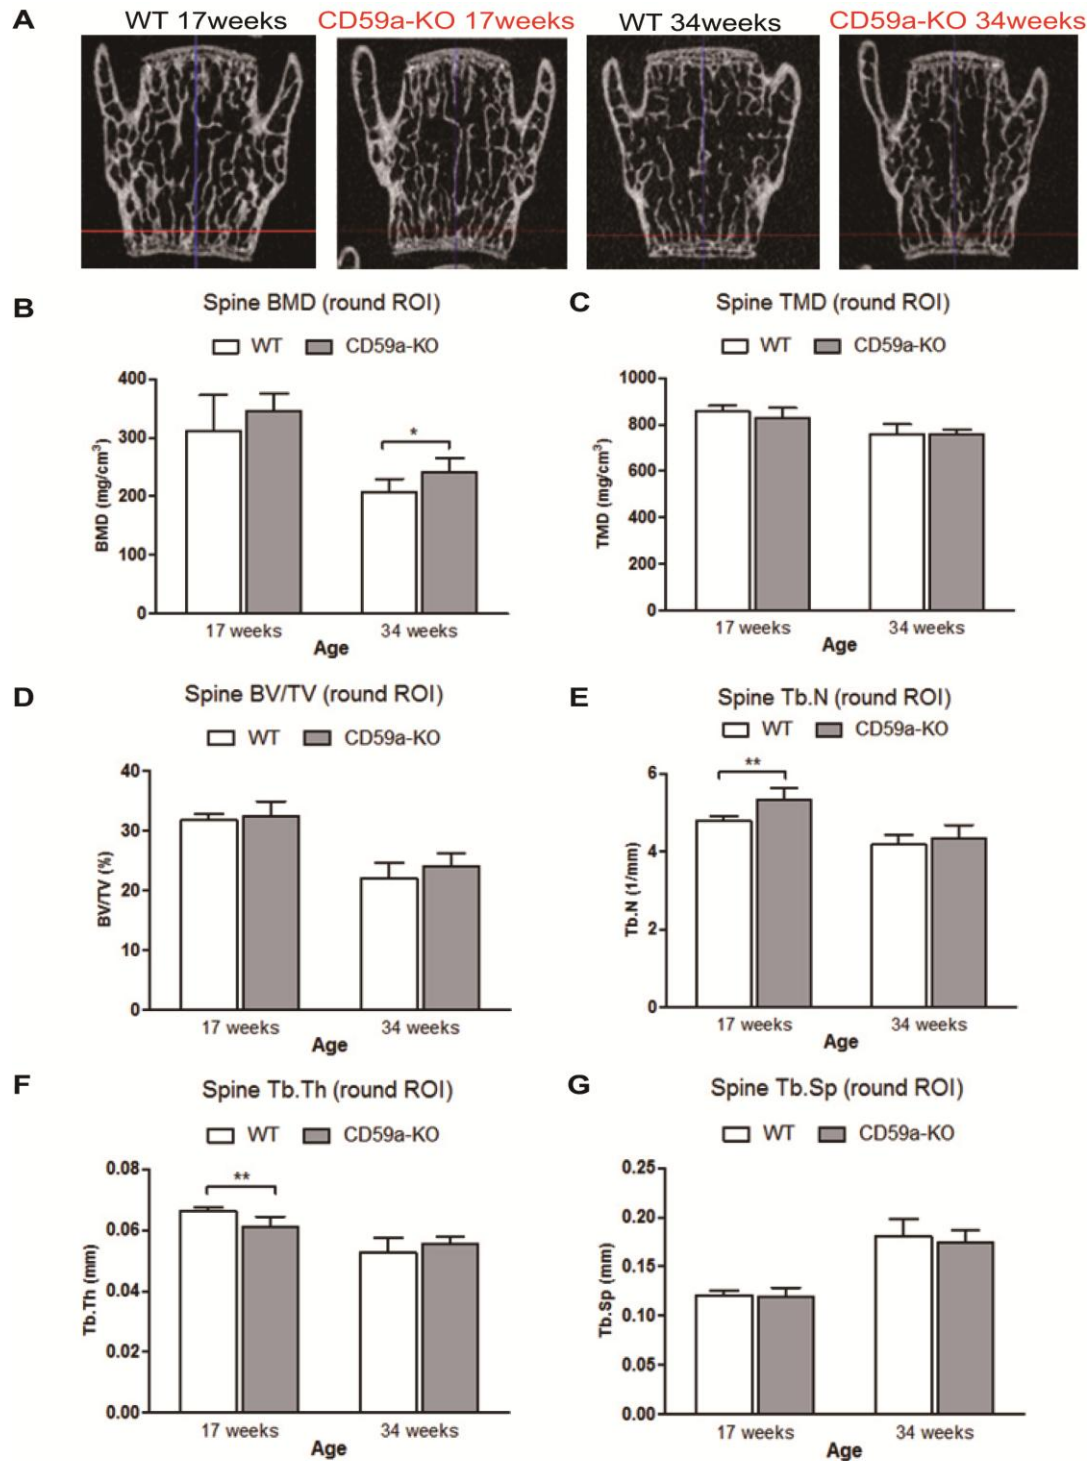 A
WT 17weeks CD59a-KO 17weeks WT 34weeks CD59a-KO 34weeks
B
Spine BMD (round ROI)
WT CD59a-KO
400
300
200
100
0
BMD (mg/cm³)
*
17 weeks 34 weeks
Age
C
Spine TMD (round ROI)
WT CD59a-KO
1000
800
600
400
200
0
TMD (mg/cm³)
17 weeks 34 weeks
Age
D
Spine BV/TV (round ROI)
WT CD59a-KO
40
30
20
10
0
BV/TV (%)
17 weeks 34 weeks
Age
E
Spine Tb.N (round ROI)
WT CD59a-KO
6
4
2
0
Tb.N (1/mm)
**
17 weeks 34 weeks
Age
F
Spine Tb.Th (round ROI)
WT CD59a-KO
0.08
0.06
0.04
0.02
0.00
Tb.Th (mm)
**
17 weeks 34 weeks
Age
G
Spine Tb.Sp (round ROI)
WT CD59a-KO
0.25
0.20
0.15
0.10
0.05
0.00
Tb.Sp (mm)
17 weeks 34 weeks
Age